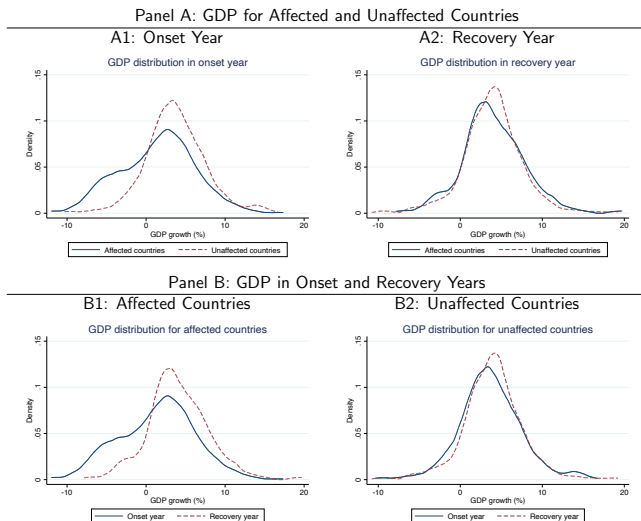 Panel A: GDP for Affected and Unaffected Countries
A1: Onset Year
A2: Recovery Year
GDP distribution in onset year
GDP distribution in recovery year
.15
.1
.05
0
Density
-10 0 10 20
GDP growth (%)
Affected countries Unaffected countries
.15
.1
.05
0
Density
-10 0 10 20
GDP growth (%)
Affected countries Unaffected countries
Panel B: GDP in Onset and Recovery Years
B1: Affected Countries
B2: Unaffected Countries
GDP distribution for affected countries
GDP distribution for unaffected countries
.15
.1
.05
0
Density
-10 0 10 20
GDP growth (%)
Onset year Recovery year
.15
.1
.05
0
Density
-10 0 10 20
GDP growth (%)
Onset year Recovery year